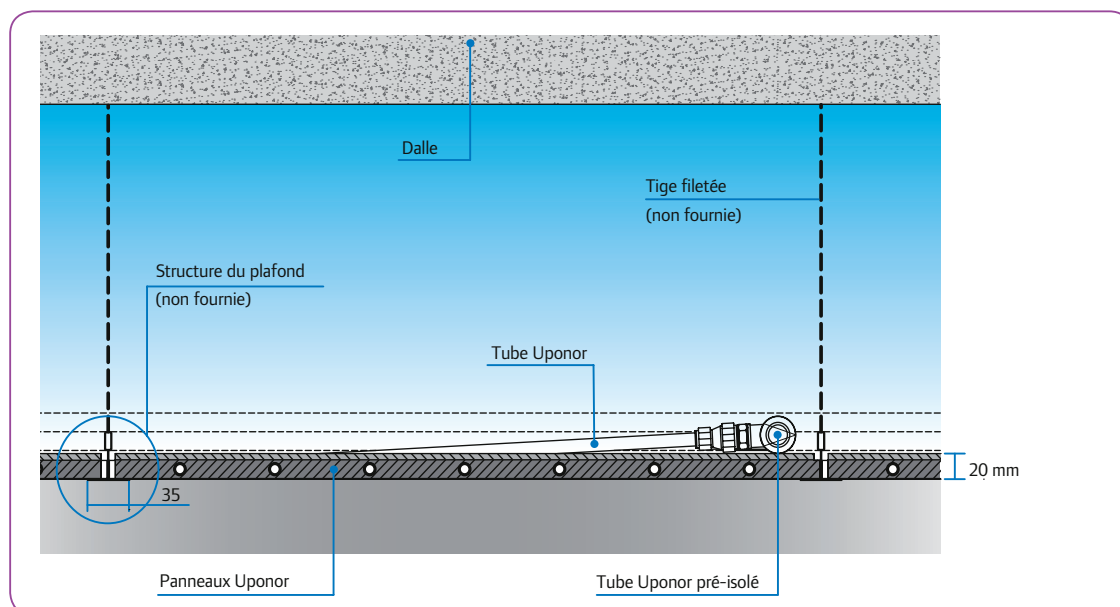 Dalle
Tige filetée
(non fournie)
Structure du plafond
(non fournie)
Tube Uponor
20 mm
35
Panneaux Uponor
Tube Uponor pré-isolé